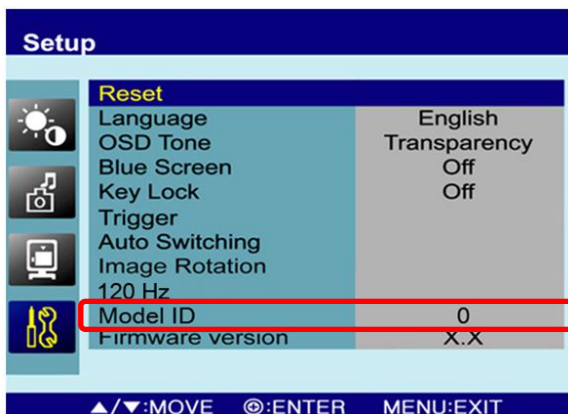 Setup
Reset
Language English
OSD Tone Transparency
Blue Screen Off
Key Lock Off
Trigger
Auto Switching
Image Rotation
120 Hz
Model ID 0
Firmware version X.X
▲/▼:MOVE ⊕:ENTER MENU:EXIT